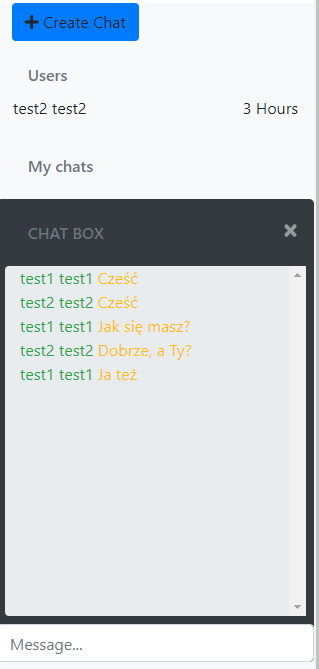 Create Chat
Users
test2 test2 3 Hours
My chats
CHAT BOX
test1 test1 Cześć
test2 test2 Cześć
test1 test1 Jak się masz?
test2 test2 Dobrze, a Ty?
test1 test1 Ja też
Message...